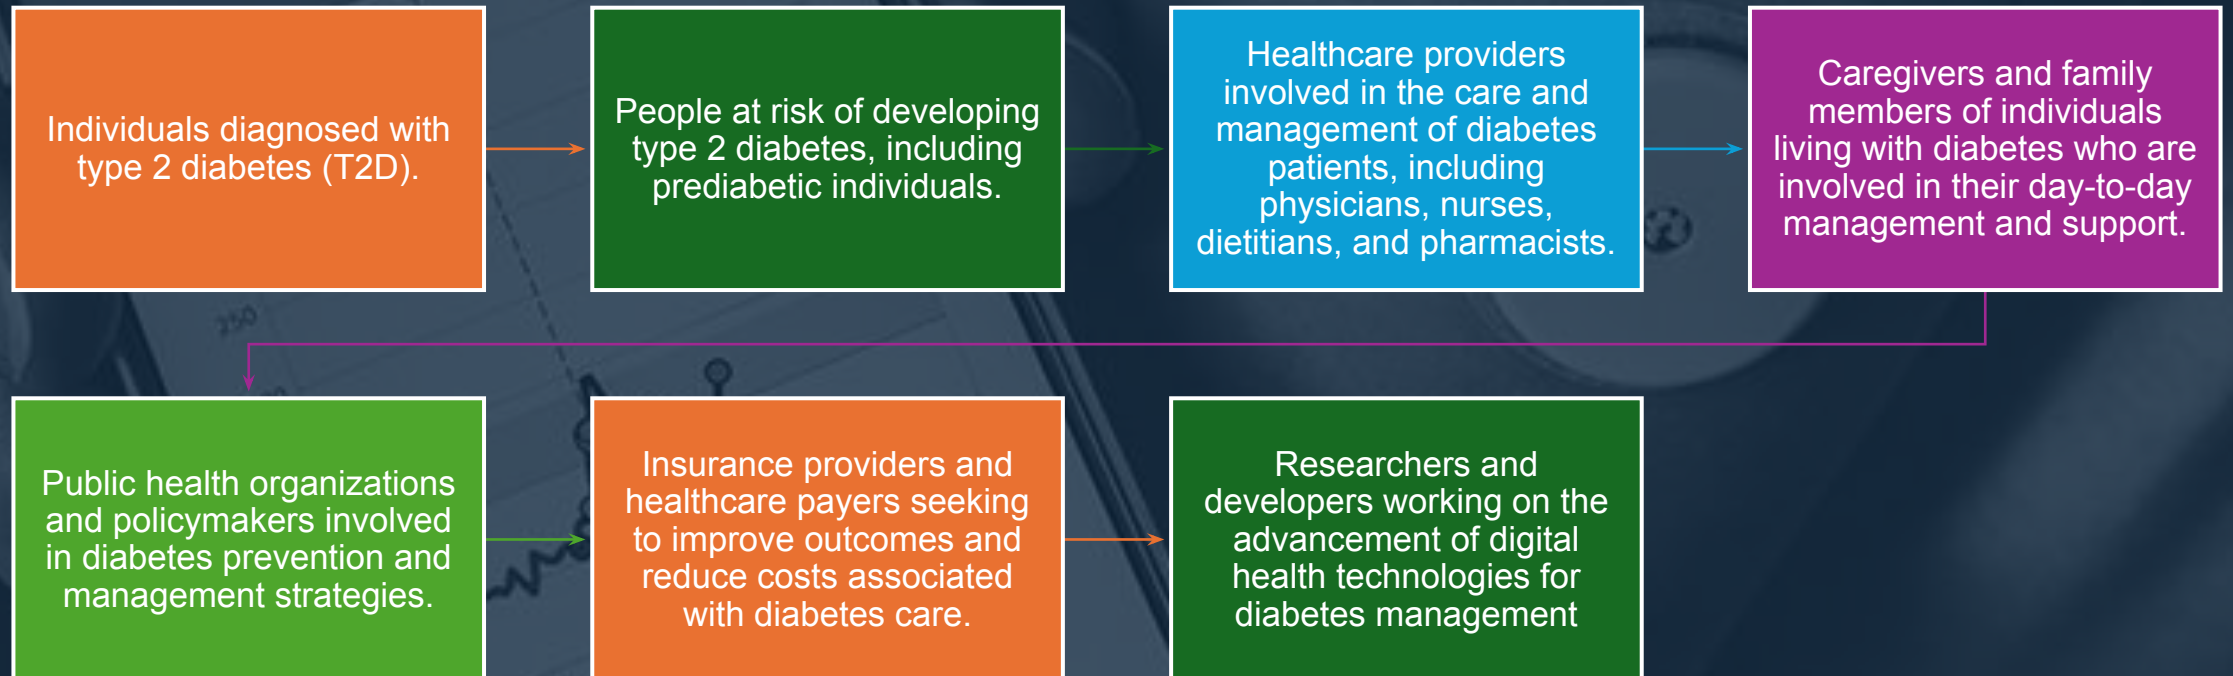 Individuals diagnosed with
type 2 diabetes (T2D).
People at risk of developing
type 2 diabetes, including
prediabetic individuals.
Healthcare providers
involved in the care and
management of diabetes
patients, including
physicians, nurses,
dietitians, and pharmacists.
Caregivers and family
members of individuals
living with diabetes who are
involved in their day-to-day
management and support.
250
Public health organizations
and policymakers involved
in diabetes prevention and
management strategies.
Insurance providers and
healthcare payers seeking
to improve outcomes and
reduce costs associated
with diabetes care.
Researchers and
developers working on the
advancement of digital
health technologies for
diabetes management